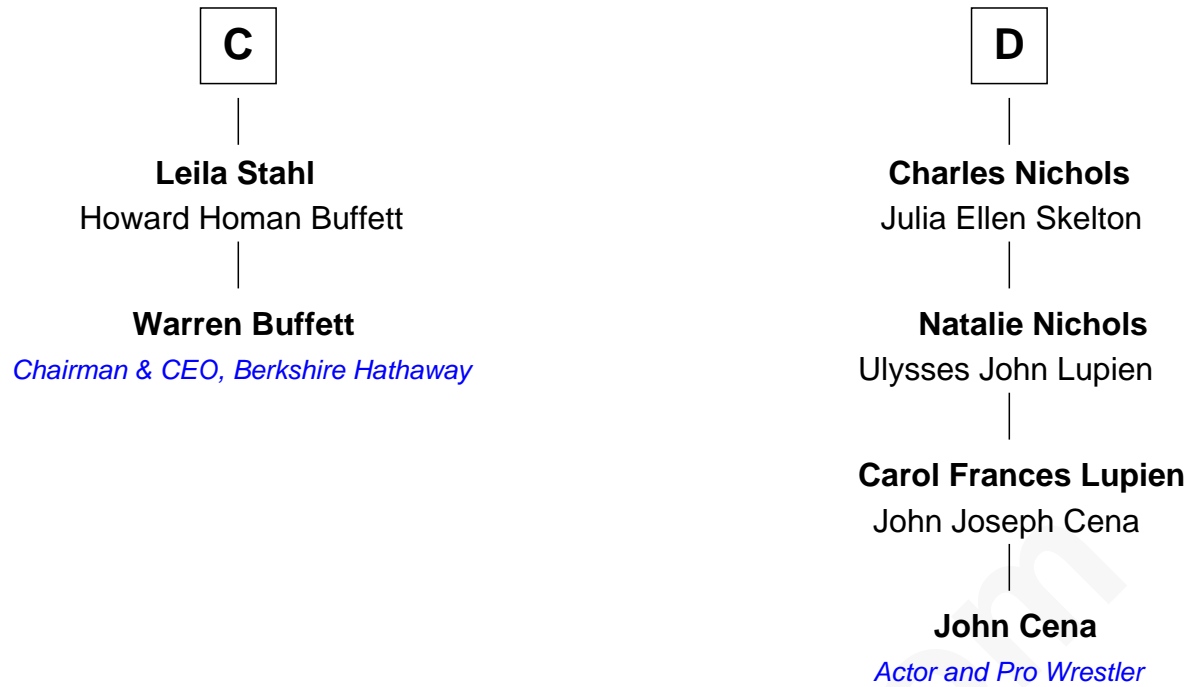 C
Leila Stahl
Howard Homan Buffett
Warren Buffett
Chairman & CEO, Berkshire Hathaway
D
Charles Nichols
Julia Ellen Skelton
Natalie Nichols
Ulysses John Lupien
Carol Frances Lupien
John Joseph Cena
John Cena
Actor and Pro Wrestler